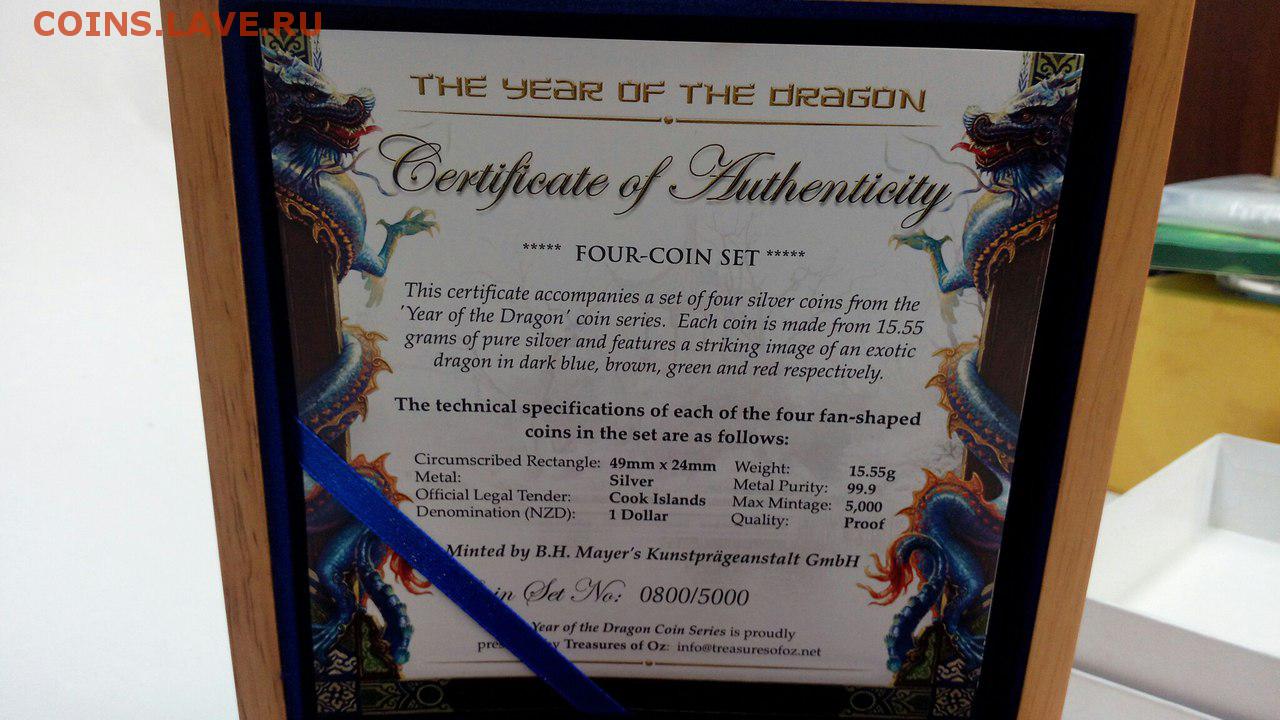 COINS.LAVE.RU
THE YEAR OF THE DRAGON
Certificate of Authenticity
***** FOUR-COIN SET *****
This certificate accompanies a set of four silver coins from the
'Year of the Dragon' coin series. Each coin is made from 15.55
grams of pure silver and features a striking image of an exotic
dragon in dark blue, brown, green and red respectively.
The technical specifications of each of the four fan-shaped
coins in the set are as follows:
Circumscribed Rectangle: 49mm x 24mm Weight: 15.55g
Metal: Silver Metal Purity: 99.9
Official Legal Tender: Cook Islands Max Mintage: 5,000
Denomination (NZD): 1 Dollar Quality: Proof
Minted by B.H. Mayer's Kunstprägeanstalt GmbH
Set No: 0800/5000
Year of the Dragon Coin Series is proudly
Treasures of Oz: info@treasuresofoz.net